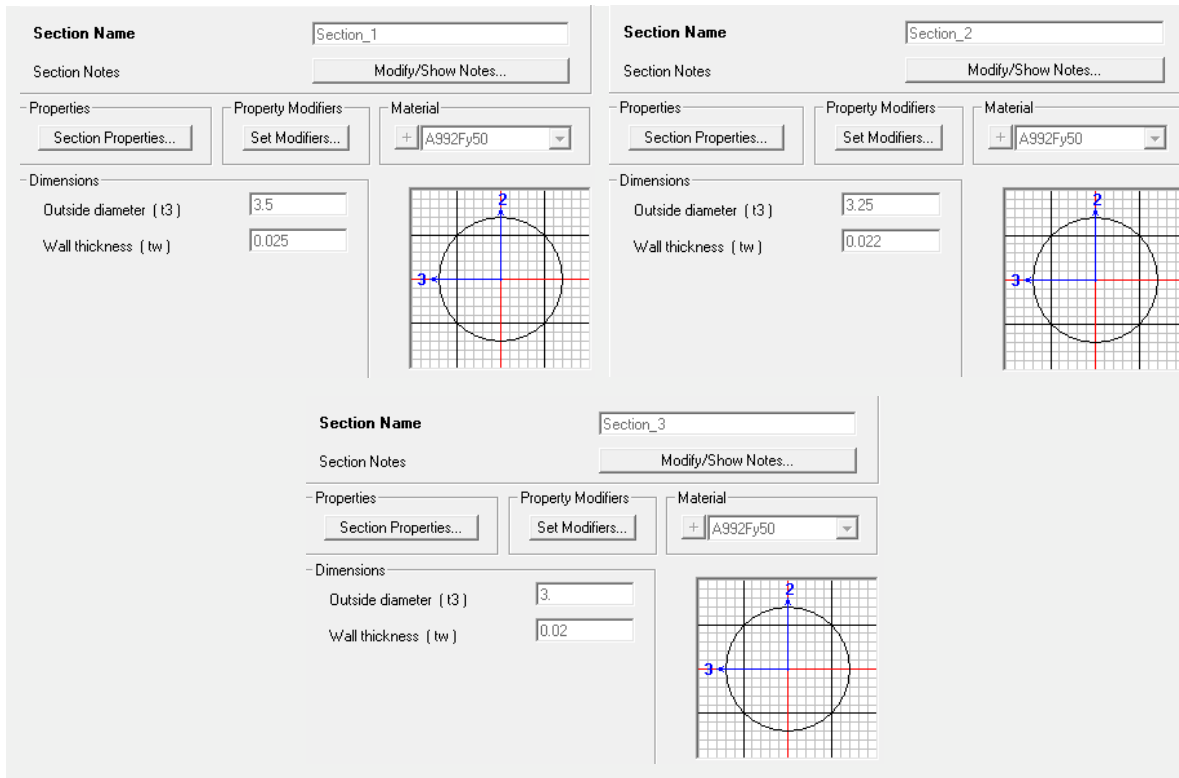 Section Name Section_1
Section Notes Modify/Show Notes...
Properties Property Modifiers Material
Section Properties... Set Modifiers... + A992Fy50
Dimensions
Outside diameter ( t3 ) 3.5
Wall thickness ( tw ) 0.025
2
3
Section Name Section_2
Section Notes Modify/Show Notes...
Properties Property Modifiers Material
Section Properties... Set Modifiers... + A992Fy50
Dimensions
Outside diameter ( t3 ) 3.25
Wall thickness ( tw ) 0.022
2
3
Section Name Section_3
Section Notes Modify/Show Notes...
Properties Property Modifiers Material
Section Properties... Set Modifiers... + A992Fy50
Dimensions
Outside diameter ( t3 ) 3.
Wall thickness ( tw ) 0.02
2
3